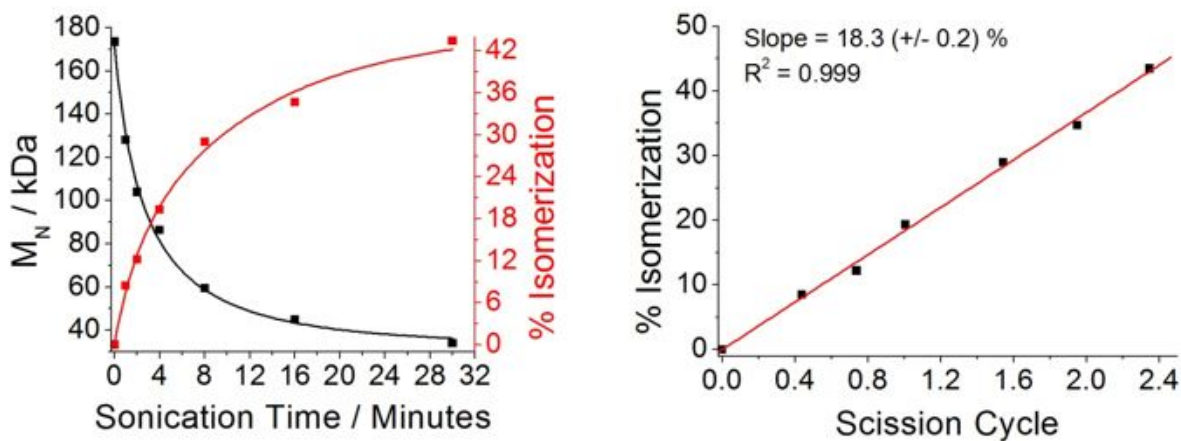 180
160
140
120
100
80
60
40
M_N / kDa
0 4 8 12 16 20 24 28 32
Sonication Time / Minutes
42
36
30
24
18
12
6
0
% Isomerization
50
40
30
20
10
0
% Isomerization
Slope = 18.3 (+/- 0.2) %
R² = 0.999
0.0 0.4 0.8 1.2 1.6 2.0 2.4
Scission Cycle